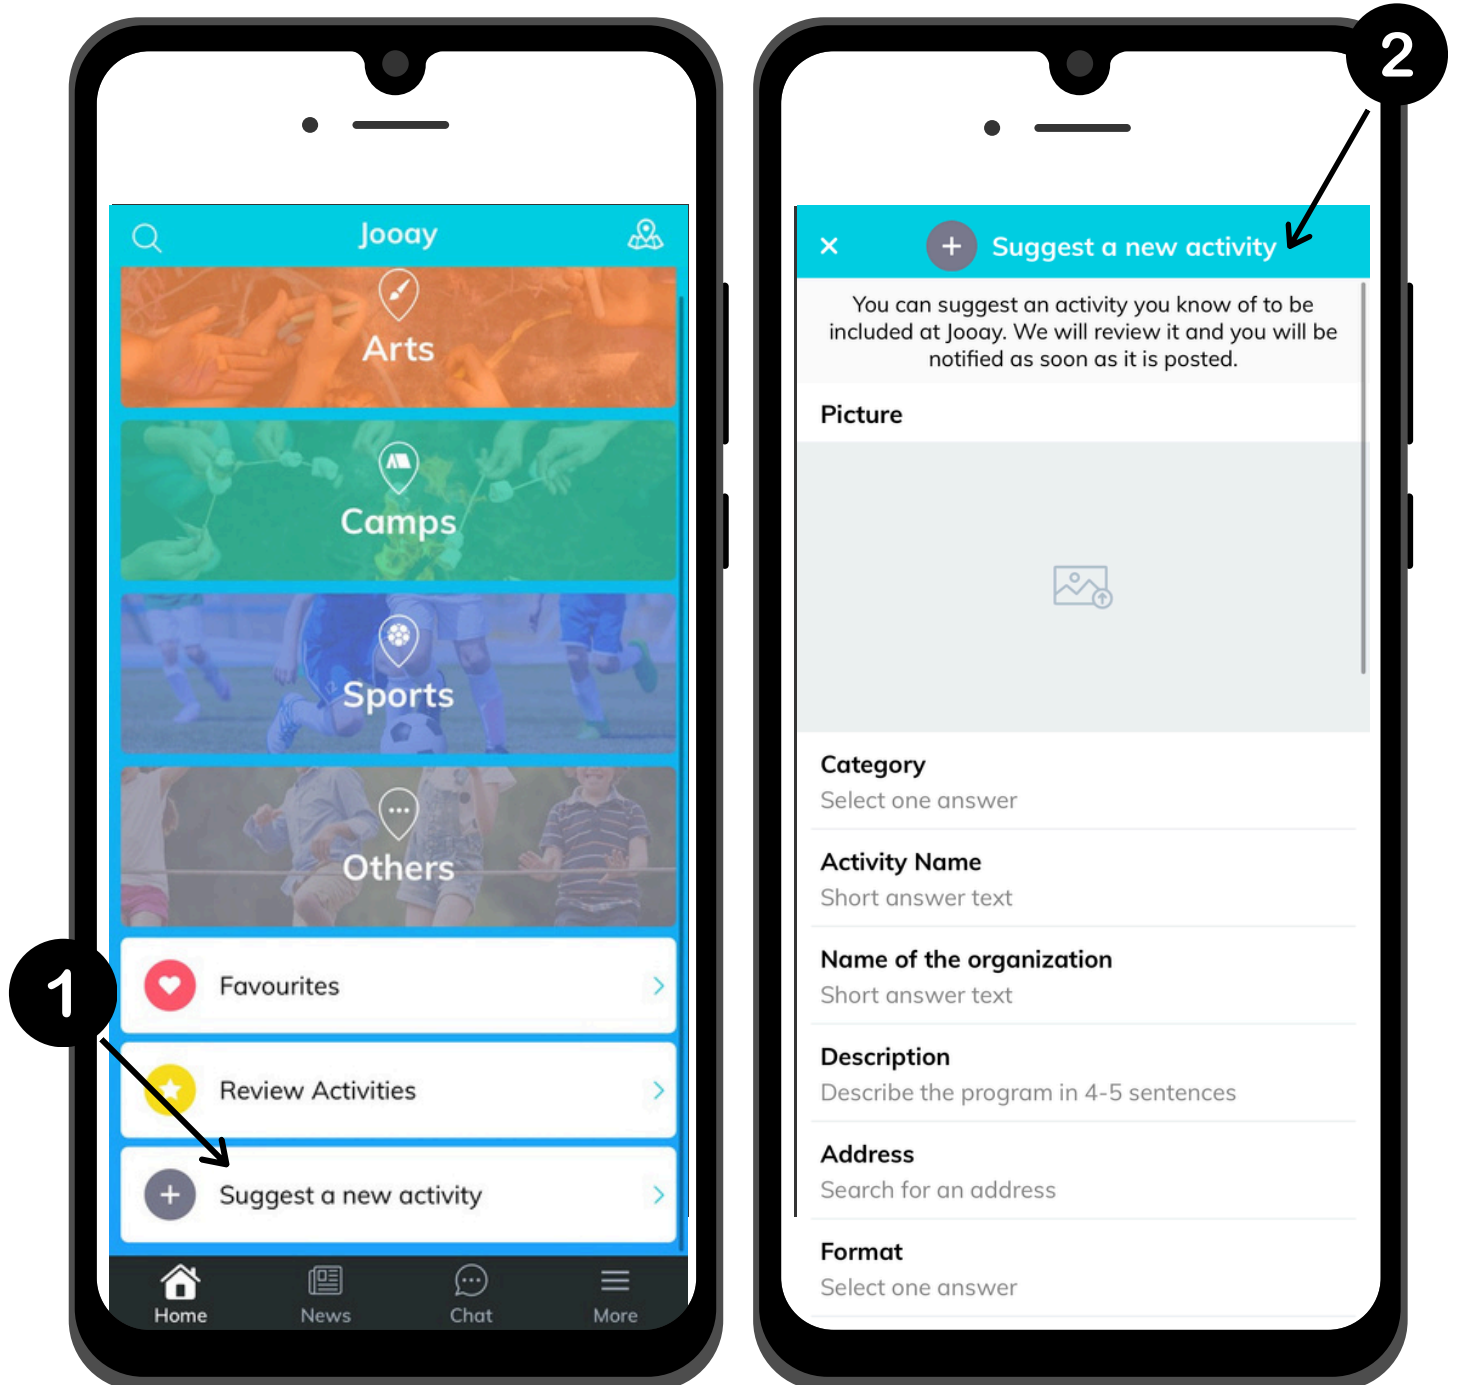 Jooay
Arts
Camps
Sports
Others
1
Favourites
Review Activities
Suggest a new activity
Home
News
Chat
More
2
Suggest a new activity
You can suggest an activity you know of to be
included at Jooay. We will review it and you will be
notified as soon as it is posted.
Picture
Category
Select one answer
Activity Name
Short answer text
Name of the organization
Short answer text
Description
Describe the program in 4-5 sentences
Address
Search for an address
Format
Select one answer